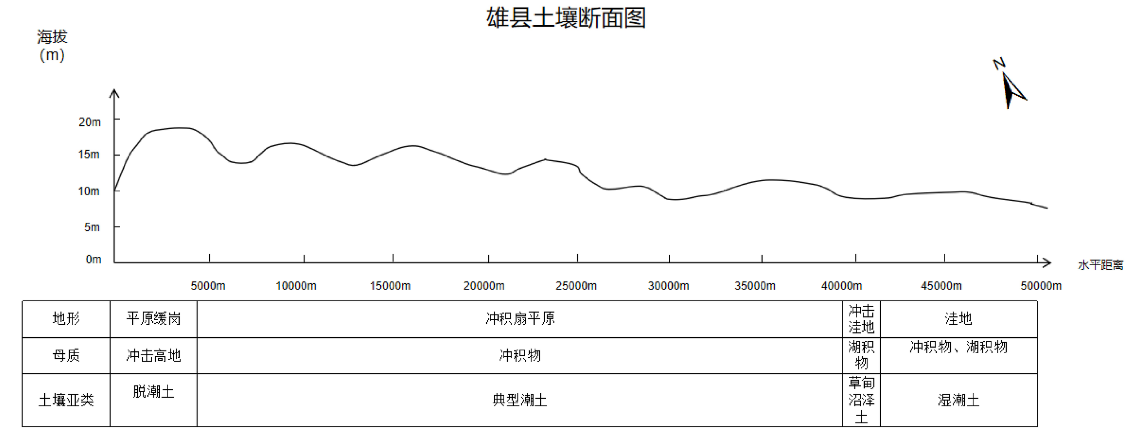 雄县土壤断面图
海拔
（m）
N
20m
15m
10m
5m
0m
水平距离
5000m 10000m 15000m 20000m 25000m 30000m 35000m 40000m 45000m 50000m
地形 平原缓岗 冲积扇平原 冲击洼地 洼地
母质 冲击高地 冲积物 湖积物 冲积物、湖积物
土壤亚类 脱潮土 典型潮土 草甸沼泽土 湿潮土